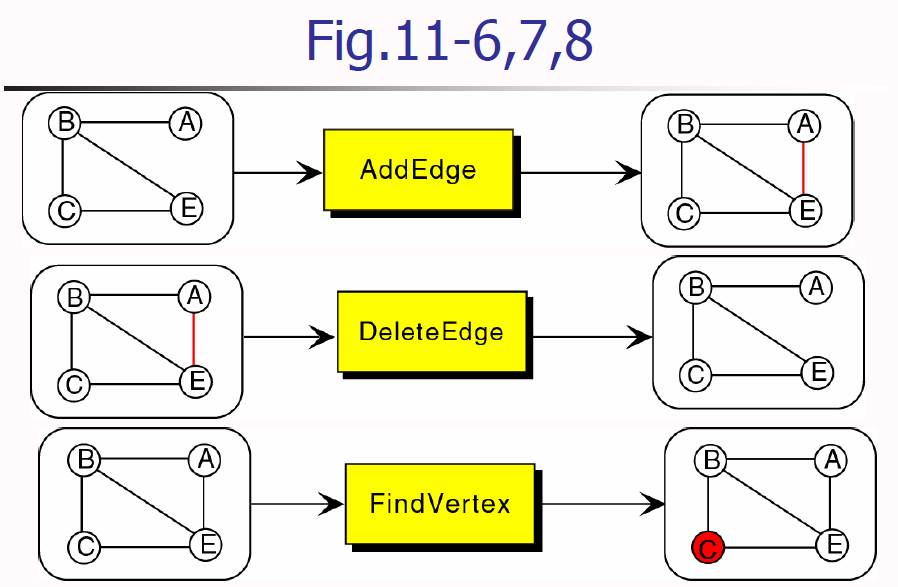 Fig.11-6,7,8
B A
C E
AddEdge
B A
C E
B A
C E
DeleteEdge
B A
C E
B A
C E
FindVertex
B A
C E